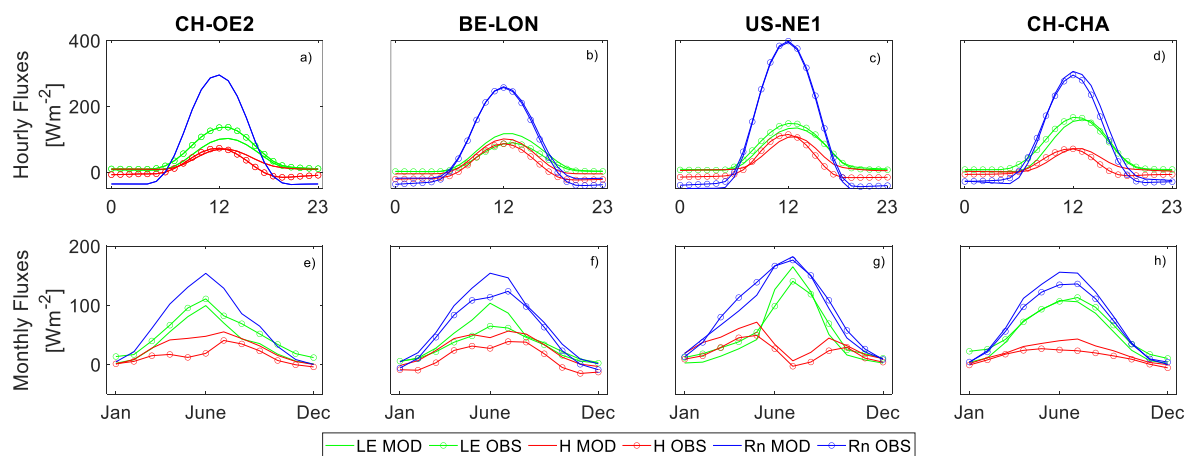 CH-OE2 BE-LON US-NE1 CH-CHA
Hourly Fluxes
[Wm-2]
400
200
0
a) b) c) d)
0 12 23 0 12 23 0 12 23 0 12 23
Monthly Fluxes
[Wm-2]
200
100
0
e) f) g) h)
Jan June Dec Jan June Dec Jan June Dec Jan June Dec
LE MOD LE OBS H MOD H OBS Rn MOD Rn OBS